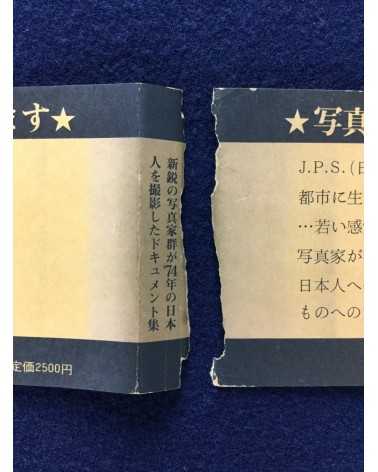 ます★
定価2500円
新鋭の写真家群が'74年の日本
人を撮影したドキュメント集
★写真
J.P.S.(日
都市に生
…若い感
写真家が
日本人へ
ものへの